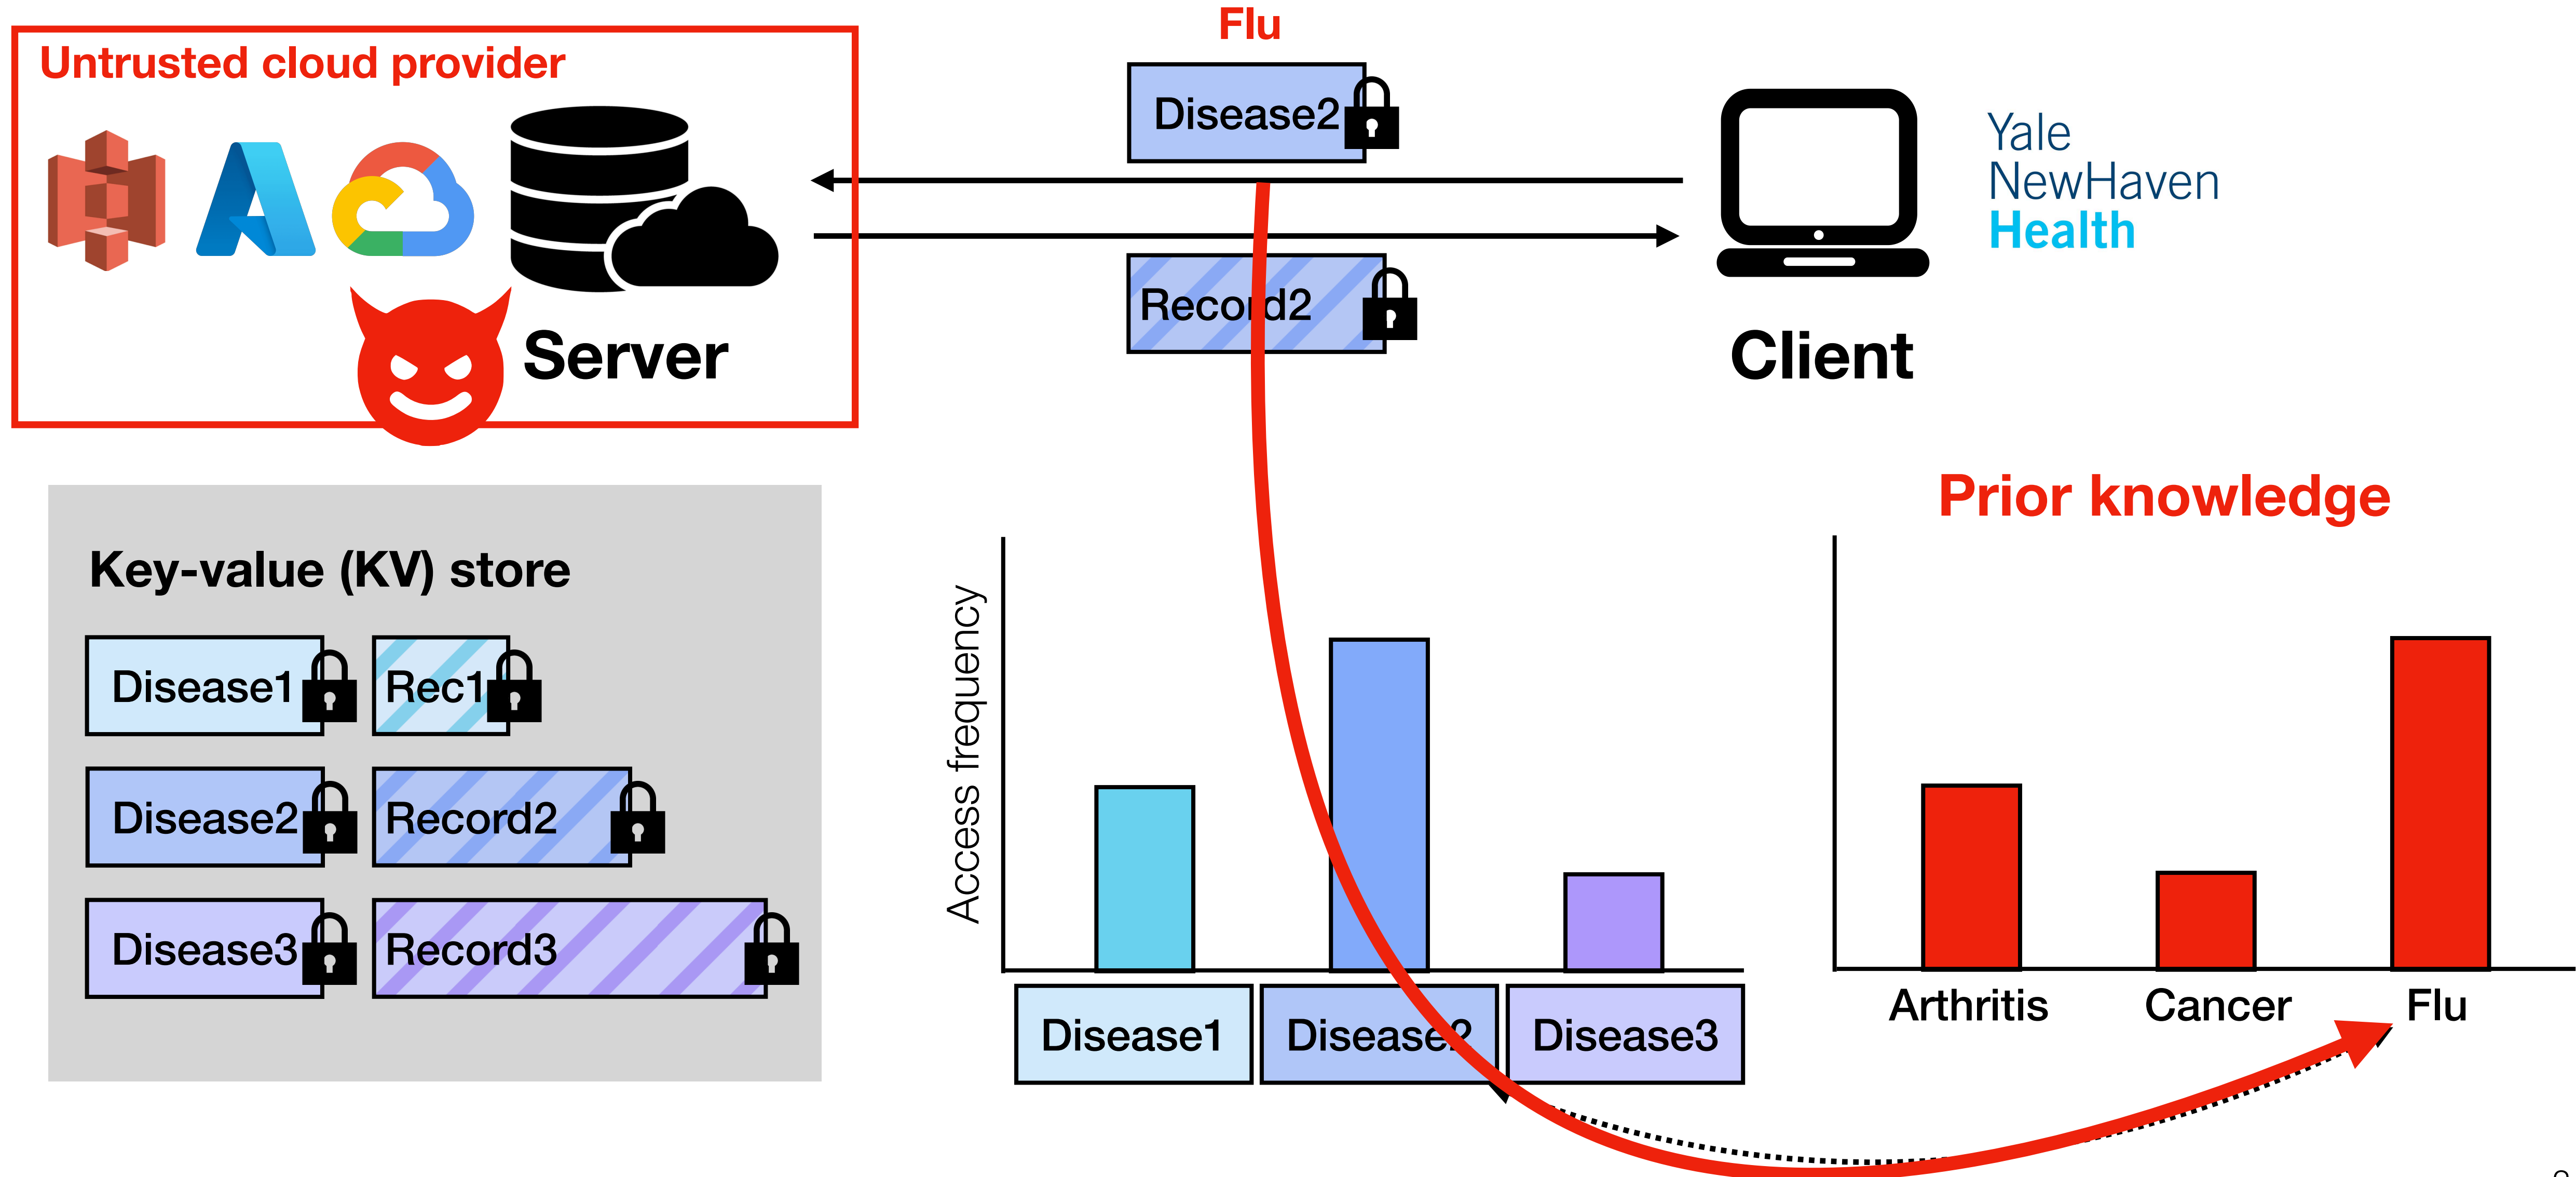 Untrusted cloud provider
Server
Flu
Disease2
Record2
Client
Yale
NewHaven
Health
Key-value (KV) store
Disease1
Rec1
Disease2
Record2
Disease3
Record3
Access frequency
Disease1
Disease2
Disease3
Prior knowledge
Arthritis
Cancer
Flu